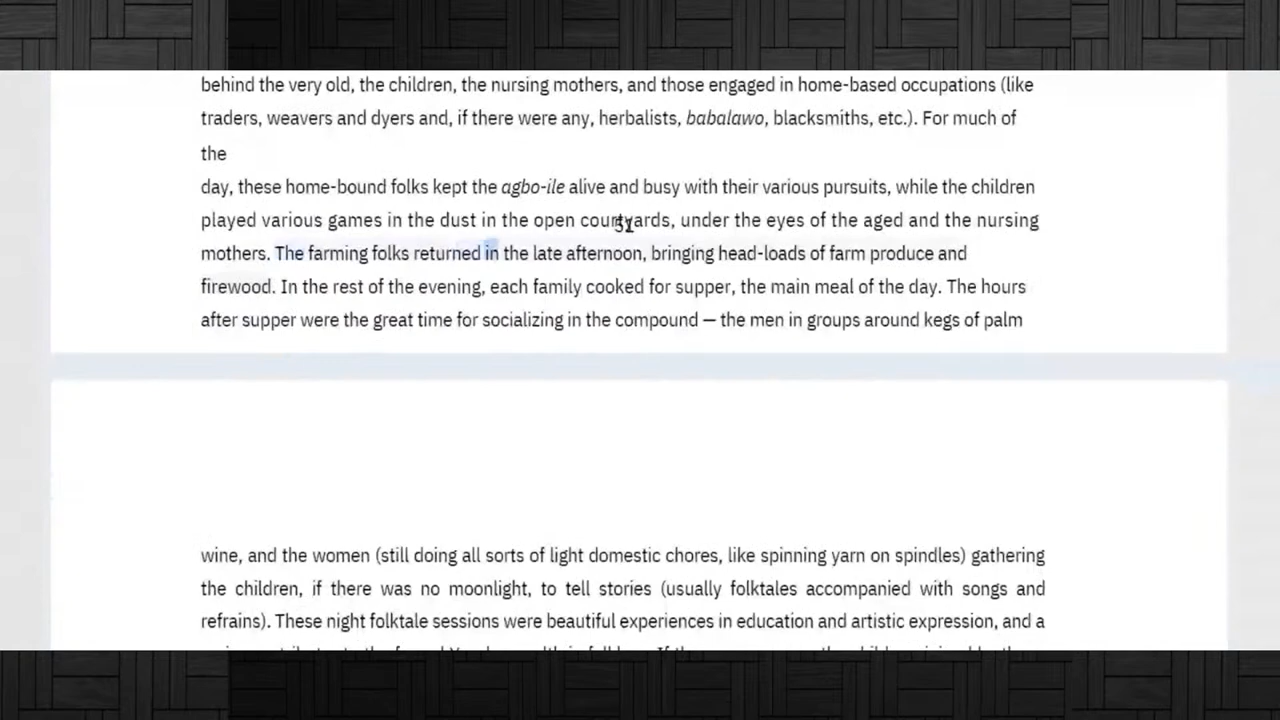 behind the very old, the children, the nursing mothers, and those engaged in home-based occupations (like
traders, weavers and dyers and, if there were any, herbalists, babalawo, blacksmiths, etc.). For much of
the
day, these home-bound folks kept the agbo-ile alive and busy with their various pursuits, while the children
played various games in the dust in the open courtyards, under the eyes of the aged and the nursing
51
mothers. The farming folks returned in the late afternoon, bringing head-loads of farm produce and
firewood. In the rest of the evening, each family cooked for supper, the main meal of the day. The hours
after supper were the great time for socializing in the compound — the men in groups around kegs of palm
wine, and the women (still doing all sorts of light domestic chores, like spinning yarn on spindles) gathering
the children, if there was no moonlight, to tell stories (usually folktales accompanied with songs and
refrains). These night folktale sessions were beautiful experiences in education and artistic expression, and a